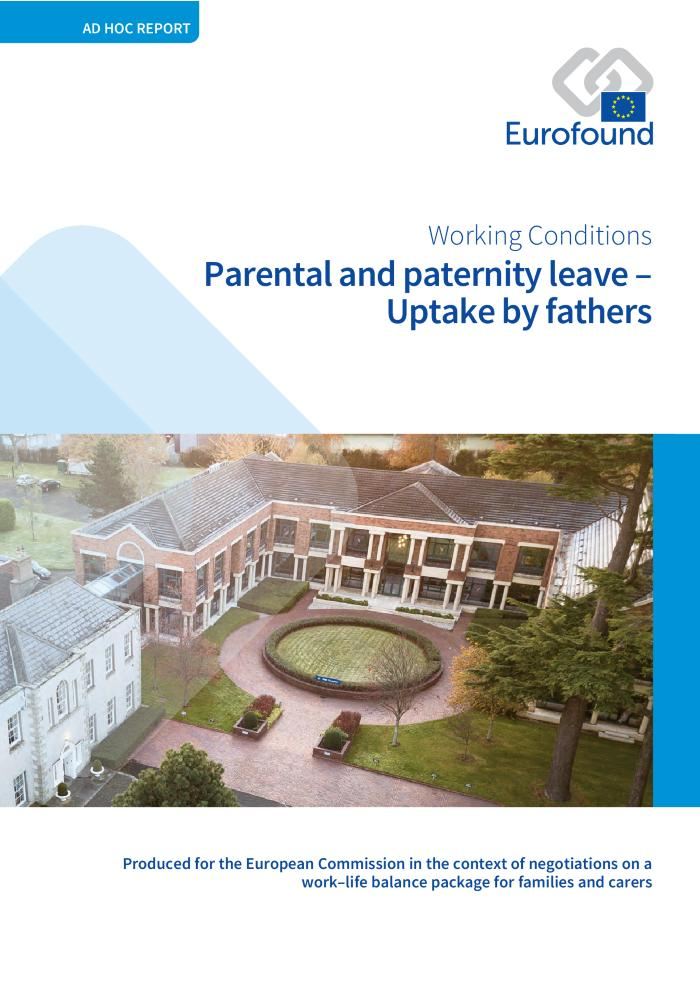 AD HOC REPORT
Eurofound
Working Conditions
Parental and paternity leave –
Uptake by fathers
Produced for the European Commission in the context of negotiations on a
work–life balance package for families and carers